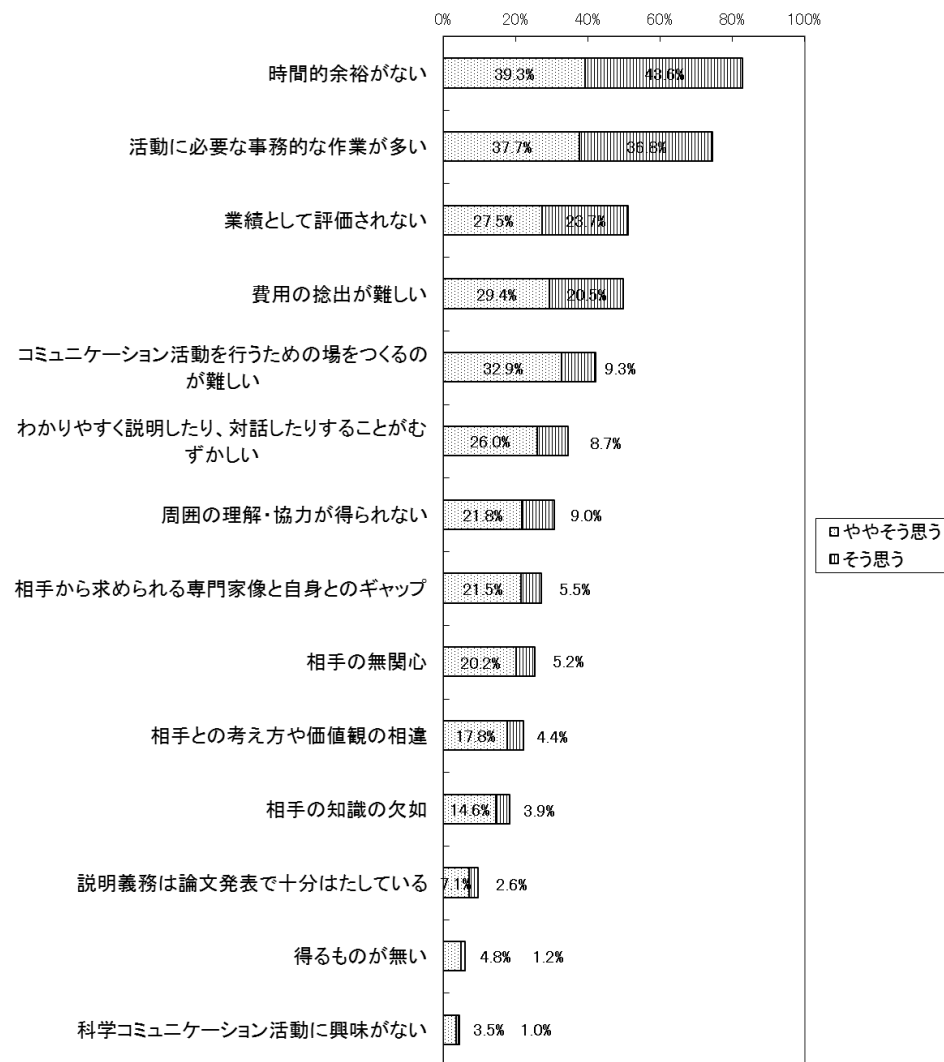 0% 20% 40% 60% 80% 100%
時間的余裕がない 39.3% 43.6%
活動に必要な事務的な作業が多い 37.7% 36.8%
業績として評価されない 27.5% 23.7%
費用の捻出が難しい 29.4% 20.5%
コミュニケーション活動を行うための場をつくるの
が難しい 32.9% 9.3%
わかりやすく説明したり、対話したりすることがむ
ずかしい 26.0% 8.7%
周囲の理解・協力が得られない 21.8% 9.0%
相手から求められる専門家像と自身とのギャップ 21.5% 5.5%
相手の無関心 20.2% 5.2%
相手との考え方や価値観の相違 17.8% 4.4%
相手の知識の欠如 14.6% 3.9%
説明義務は論文発表で十分はたしている 7.1% 2.6%
得るものが無い 4.8% 1.2%
科学コミュニケーション活動に興味がない 3.5% 1.0%
ややそう思う
そう思う